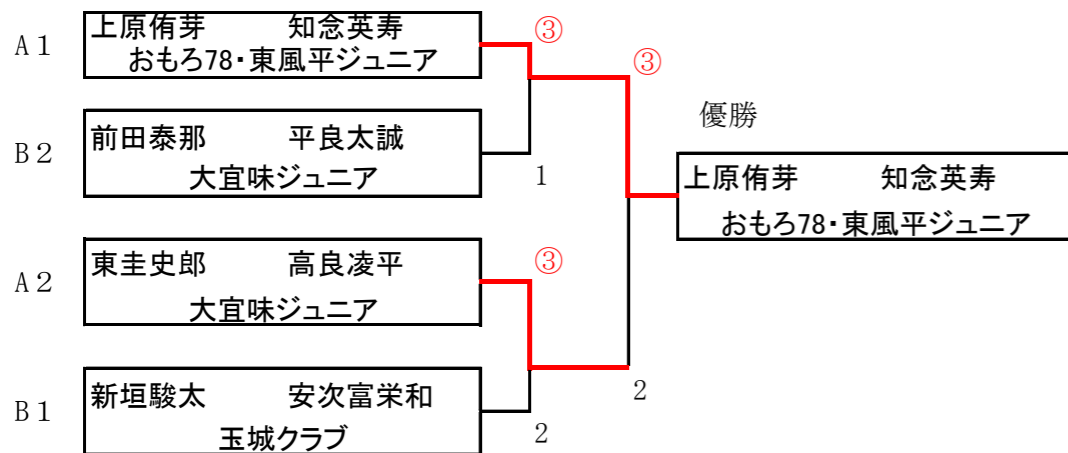 A1
上原侑芽 知念英寿
おもろ78・東風平ジュニア
③
③
B2
前田泰那 平良太誠
大宜味ジュニア
1
優勝
上原侑芽 知念英寿
おもろ78・東風平ジュニア
A2
東圭史郎 高良凌平
大宜味ジュニア
③
2
B1
新垣駿太 安次富栄和
玉城クラブ
2